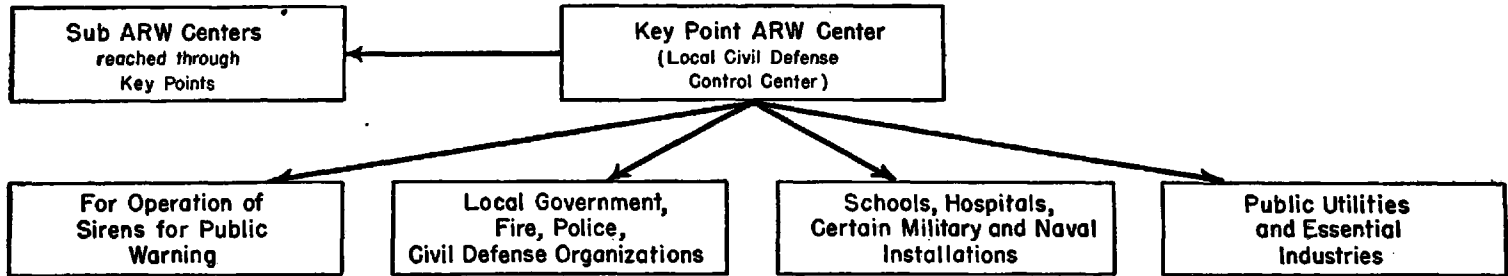 Sub ARW Centers
reached through
Key Points
Key Point ARW Center
(Local Civil Defense
Control Center)
For Operation of
Sirens for Public
Warning
Local Government,
Fire, Police,
Civil Defense Organizations
Schools, Hospitals,
Certain Military and Naval
Installations
Public Utilities
and Essential
Industries